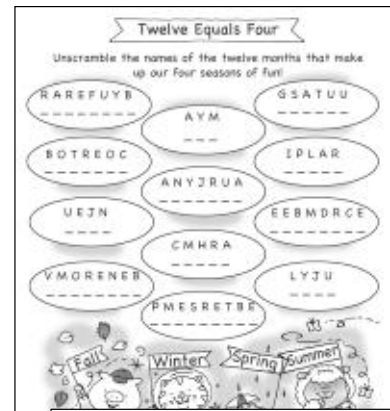 Twelve Equals Four
Unscramble the names of the twelve months that make
up our four seasons of fun!
RAREFUYB
GSATUU
AYM
BOTREOC
IPLAR
ANYJRUA
UEJN
EEBMDRCE
CMHRA
VMORENEB
LYJU
PMESRETBE
Fall
Winter
Spring
Summer